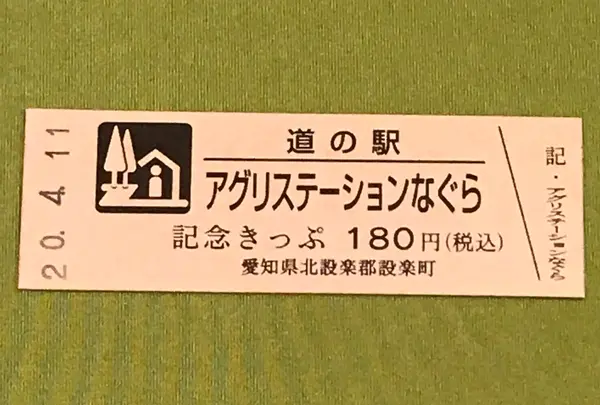 20.4.11
道の駅
アグリステーションなぐら
記念きっぷ 180円(税込)
愛知県北設楽郡設楽町
記・アグリステーションなぐら